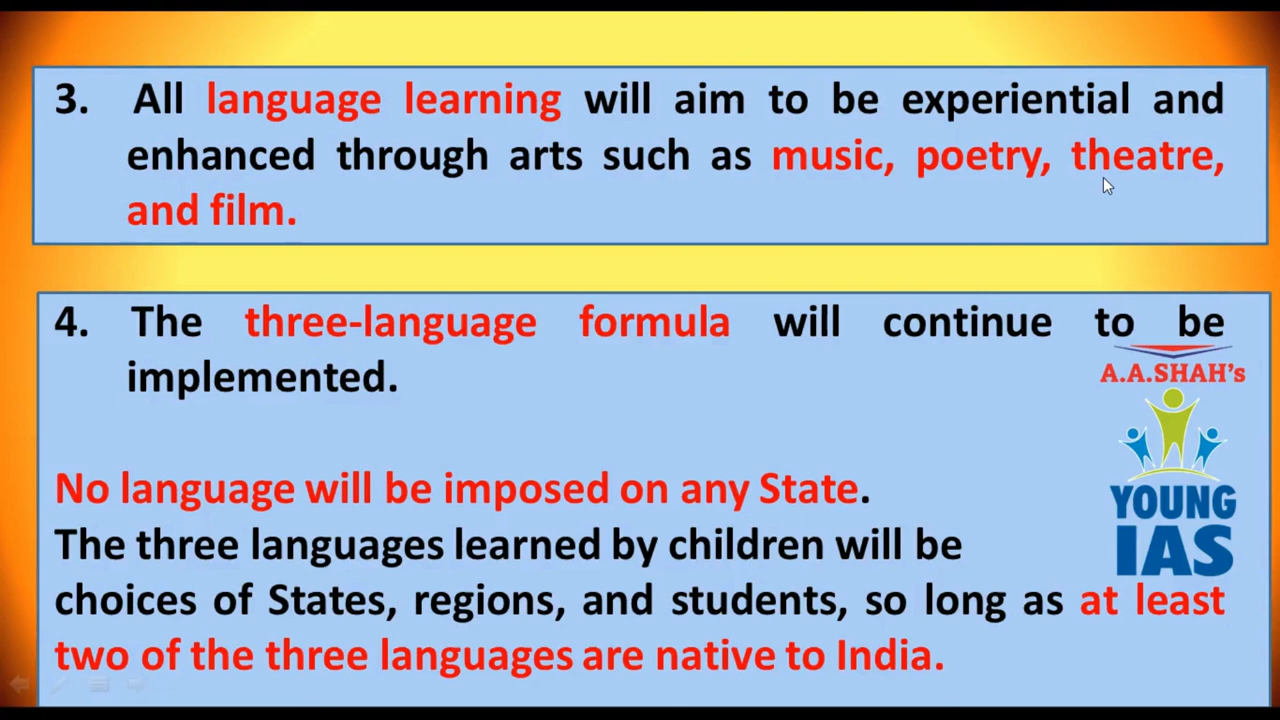 3. All language learning will aim to be experiential and
enhanced through arts such as music, poetry, theatre,
and film.
4. The three-language formula will continue to be
implemented.
No language will be imposed on any State.
The three languages learned by children will be
choices of States, regions, and students, so long as at least
two of the three languages are native to India.
A.A.SHAH's
YOUNG
IAS